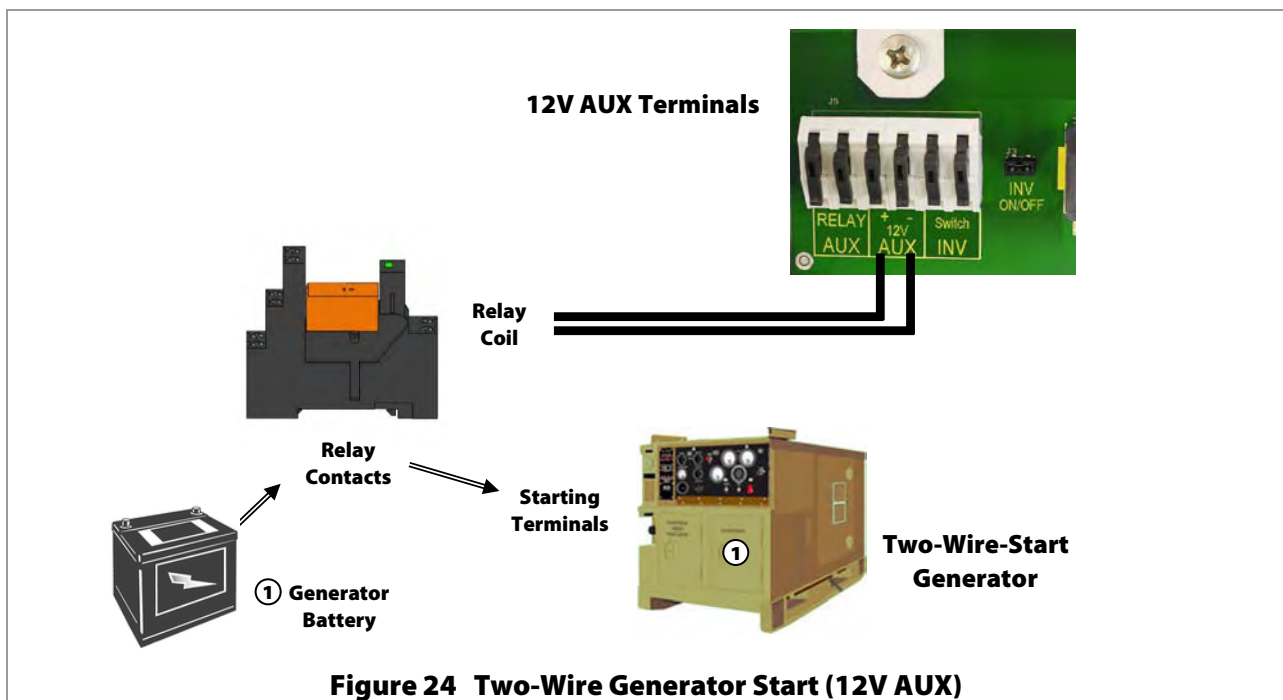 12V AUX Terminals
J5
J3
INV
ON/OFF
RELAY
AUX
+ -
12V
AUX
Switch
INV
Relay
Coil
Relay
Contacts
Starting
Terminals
1
Two-Wire-Start
Generator
1 Generator
Battery
Figure 24 Two-Wire Generator Start (12V AUX)